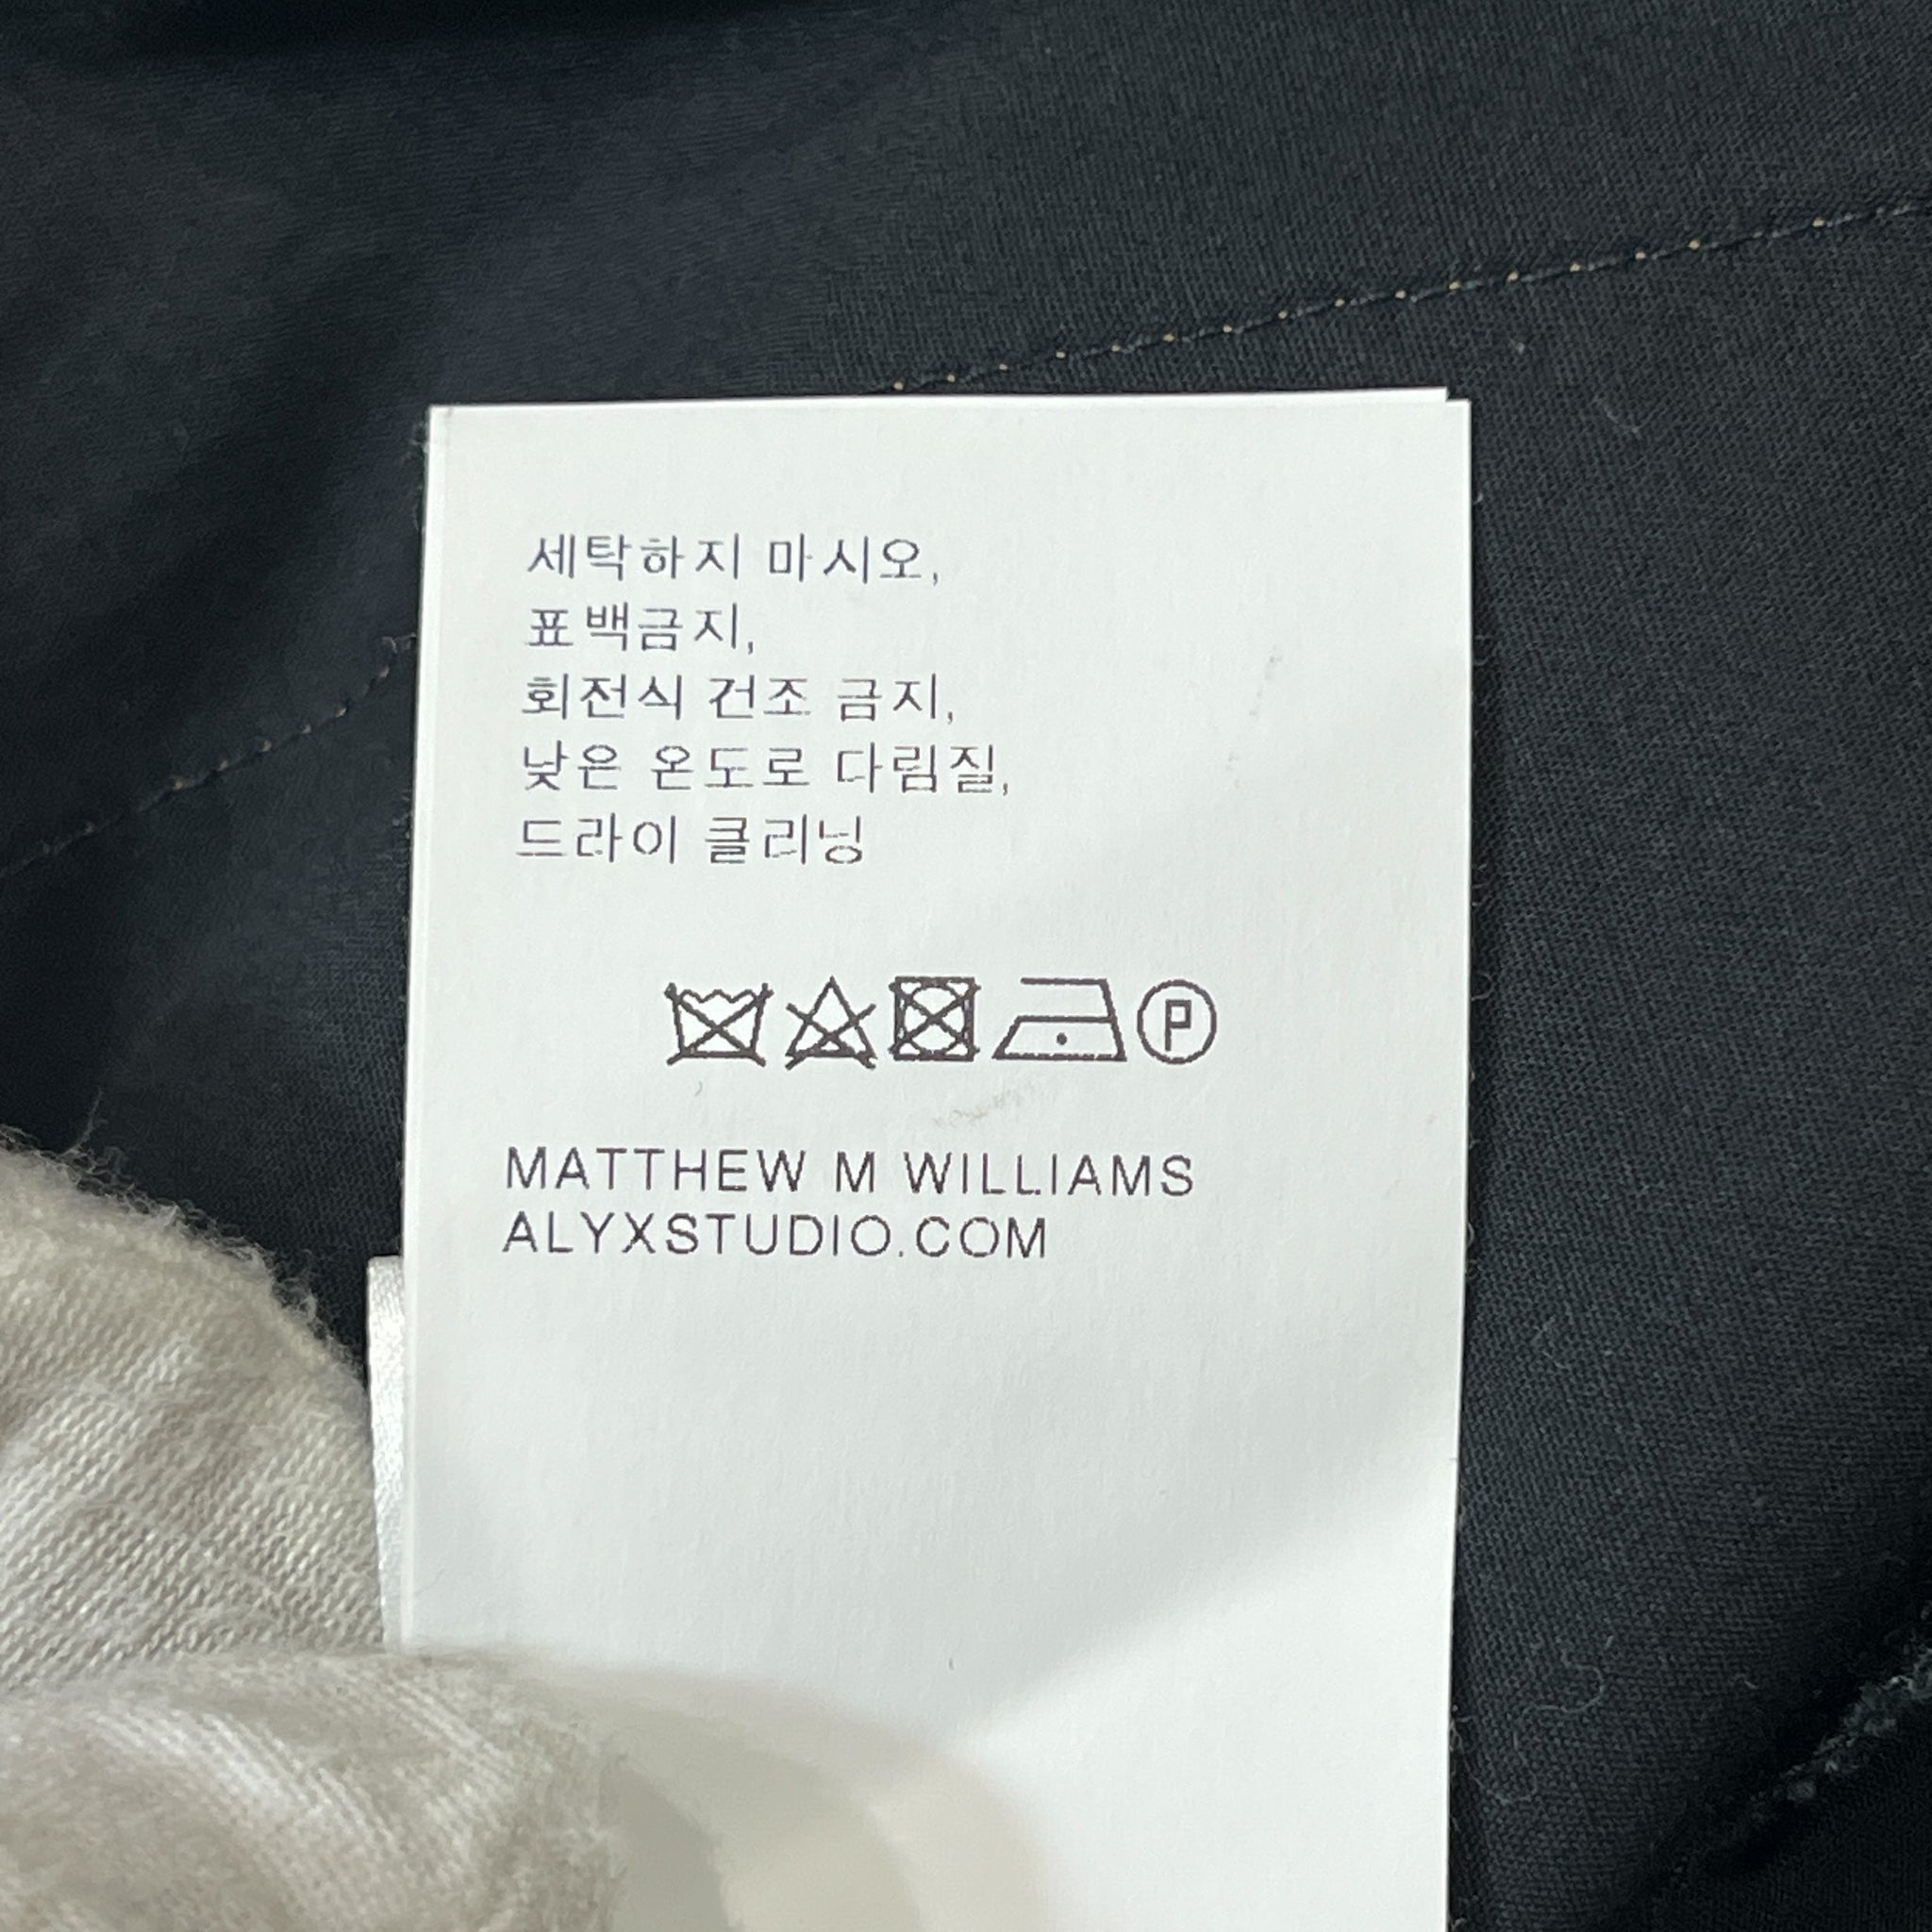 세탁하지 마시오,
표백금지,
회전식 건조 금지,
낮은 온도로 다림질,
드라이 클리닝
P
MATTHEW M WILLIAMS
ALYXSTUDIO.COM